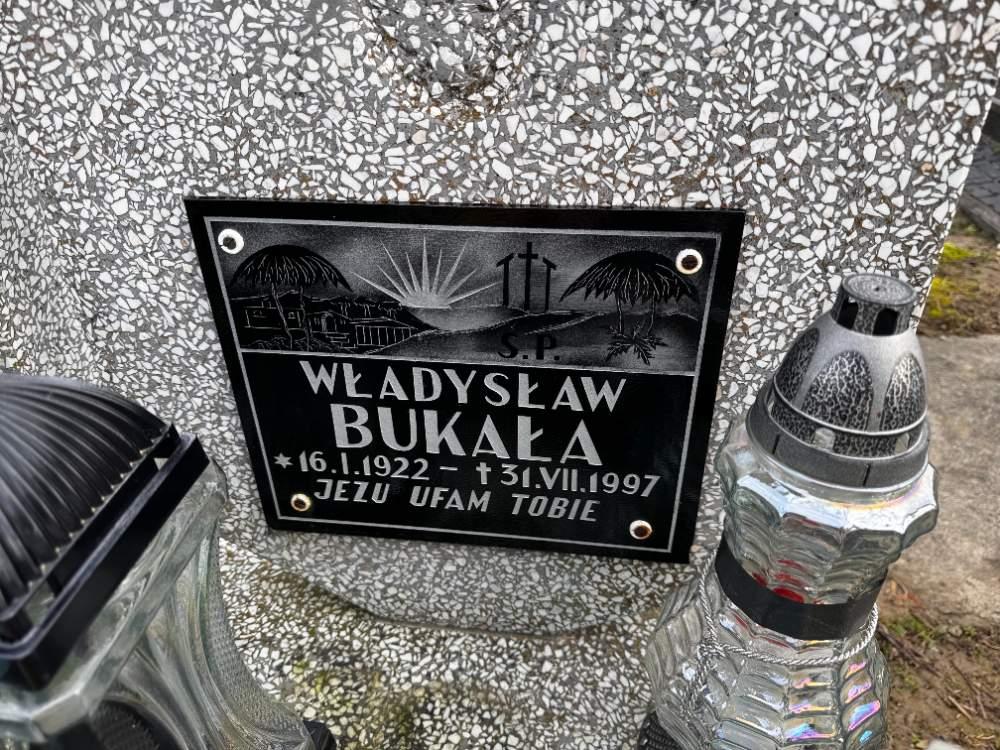 S.P.
WŁADYSŁAW
BUKAŁA
* 16.I.1922 – † 31.VII.1997
JEZU UFAM TOBIE